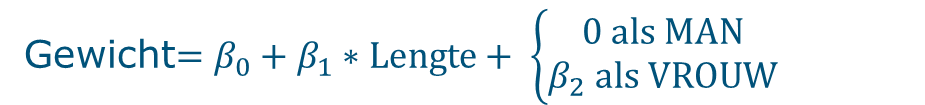 Gewicht= β₀ + β₁ * Lengte + { 0 als MAN
β₂ als VROUW